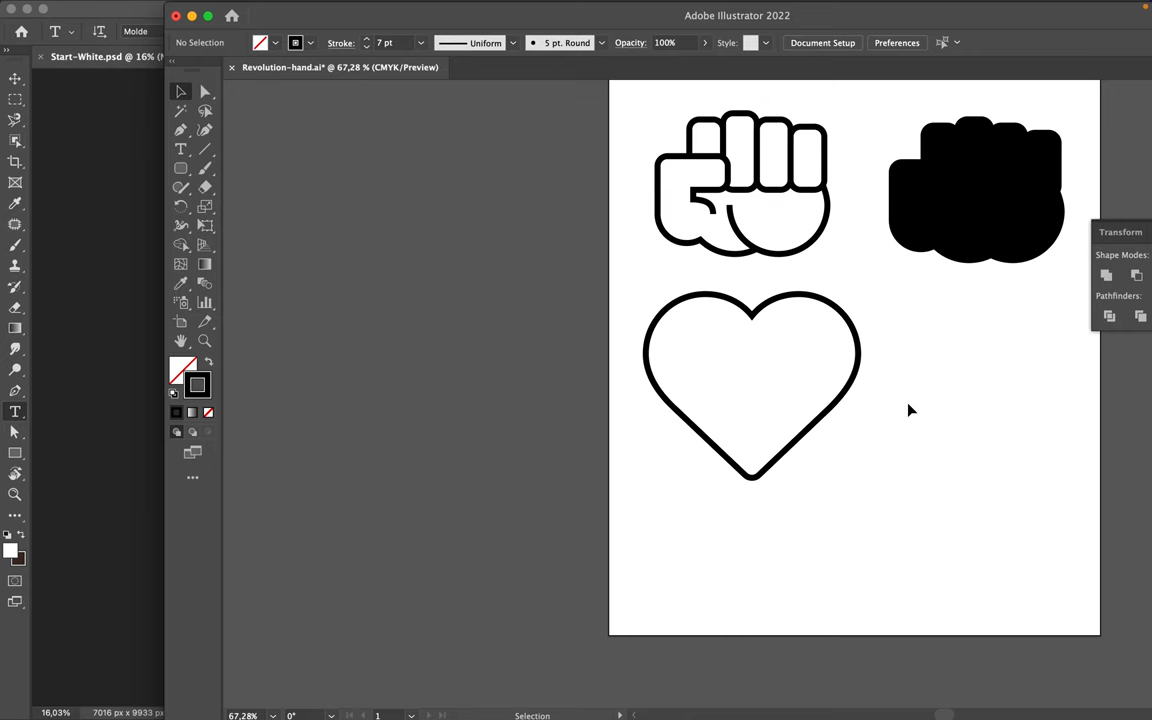 Adobe Illustrator 2022
Molde
No Selection
Stroke:
7 pt
Uniform
5 pt. Round
Opacity:
100%
Style:
Document Setup
Preferences
Start-White.psd @ 16% (
Revolution-hand.ai* @ 67,28 % (CMYK/Preview)
Transform
Shape Modes:
Pathfinders:
16,03%
7016 px x 9933 px
67,28%
0°
1
Selection